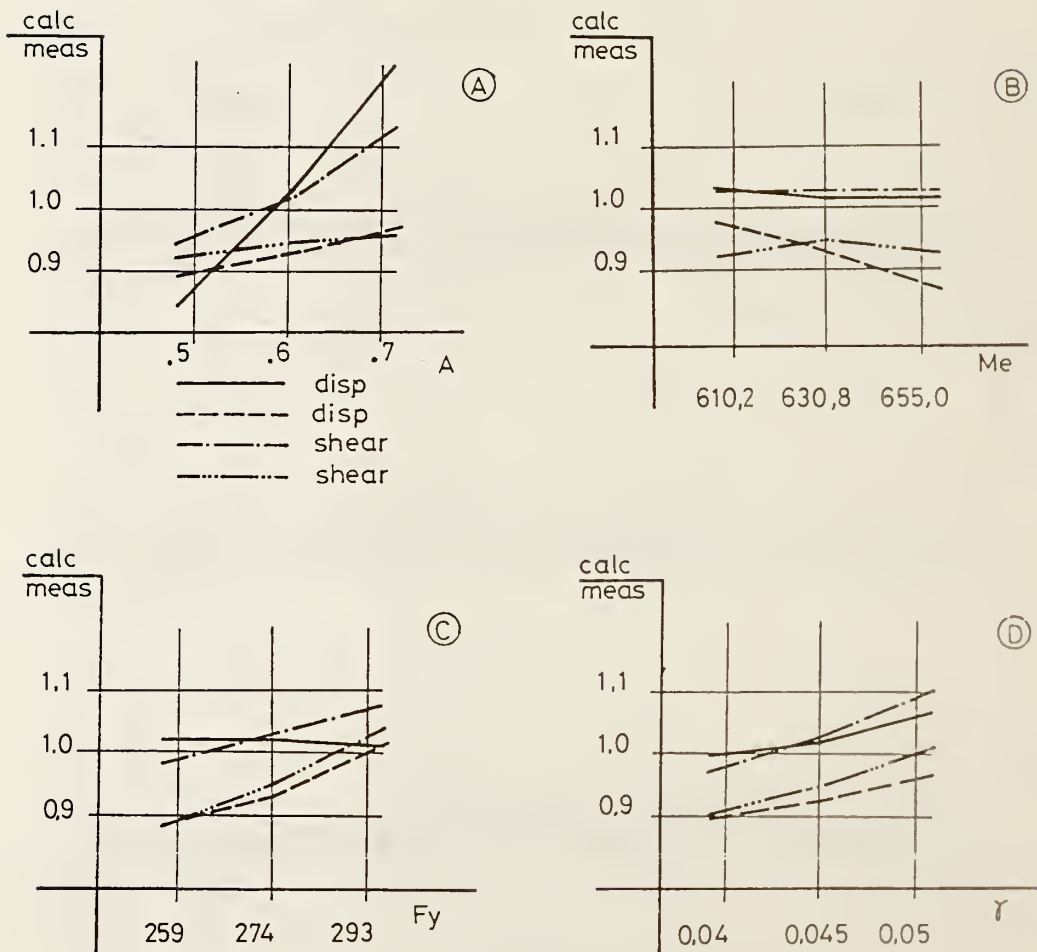 calc
meas
A
1.1
1.0
0.9
.5 .6 .7
A
disp
disp
shear
shear
calc
meas
B
1.1
1.0
0.9
Me
610,2 630,8 655,0
calc
meas
C
1,1
1.0
0,9
Fy
259 274 293
calc
meas
D
1,1
1.0
0,9
γ
0,04 0,045 0,05